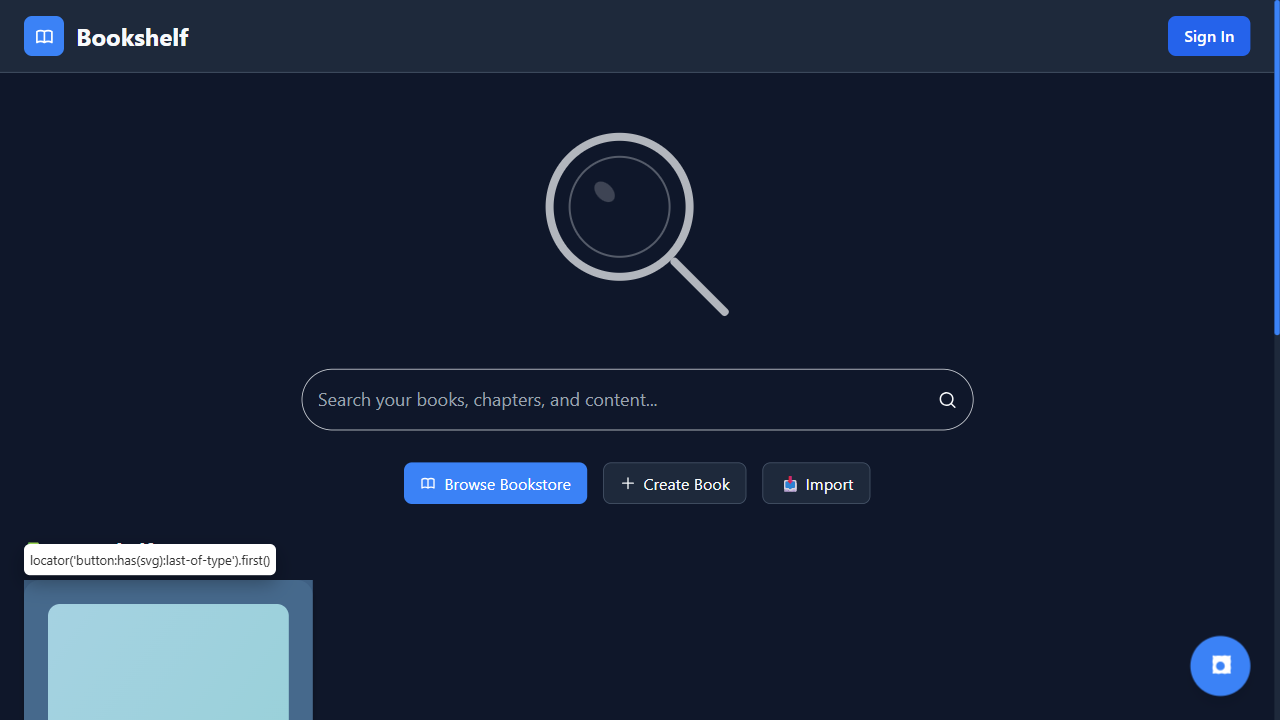 Bookshelf
Sign In
Search your books, chapters, and content...
Browse Bookstore
Create Book
Import
locator('button:has(svg):last-of-type').first()